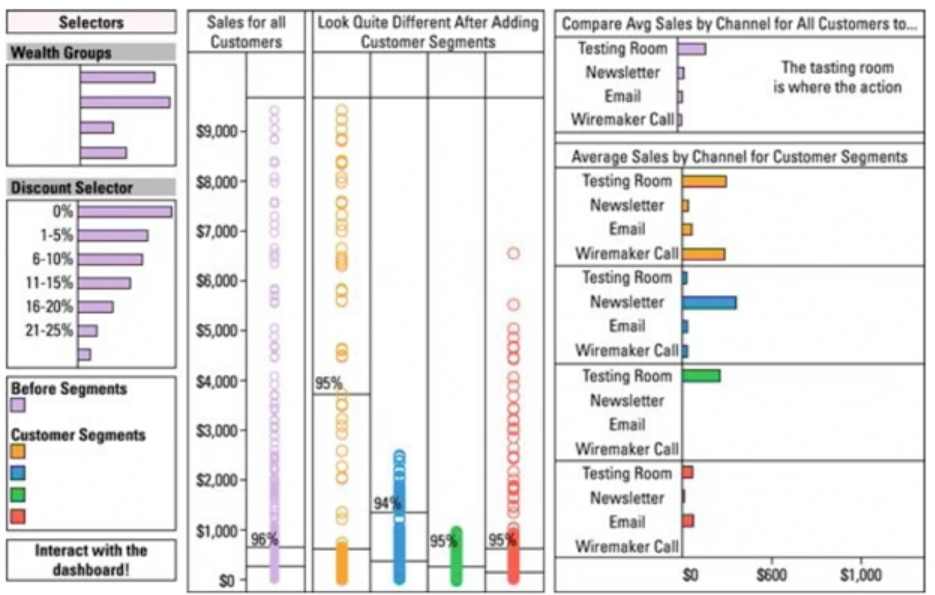 Selectors
Wealth Groups
Discount Selector
0%
1-5%
6-10%
11-15%
16-20%
21-25%
Before Segments
Customer Segments
Interact with the
dashboard!
Sales for all
Customers
Look Quite Different After Adding
Customer Segments
$9,000
$8,000
$7,000
$6,000
$5,000
$4,000
$3,000
$2,000
$1,000
$0
96%
95%
94%
95%
95%
Compare Avg Sales by Channel for All Customers to...
Testing Room
Newsletter
Email
Wiremaker Call
The tasting room
is where the action
Average Sales by Channel for Customer Segments
Testing Room
Newsletter
Email
Wiremaker Call
Testing Room
Newsletter
Email
Wiremaker Call
Testing Room
Newsletter
Email
Wiremaker Call
Testing Room
Newsletter
Email
Wiremaker Call
$0 $600 $1,000